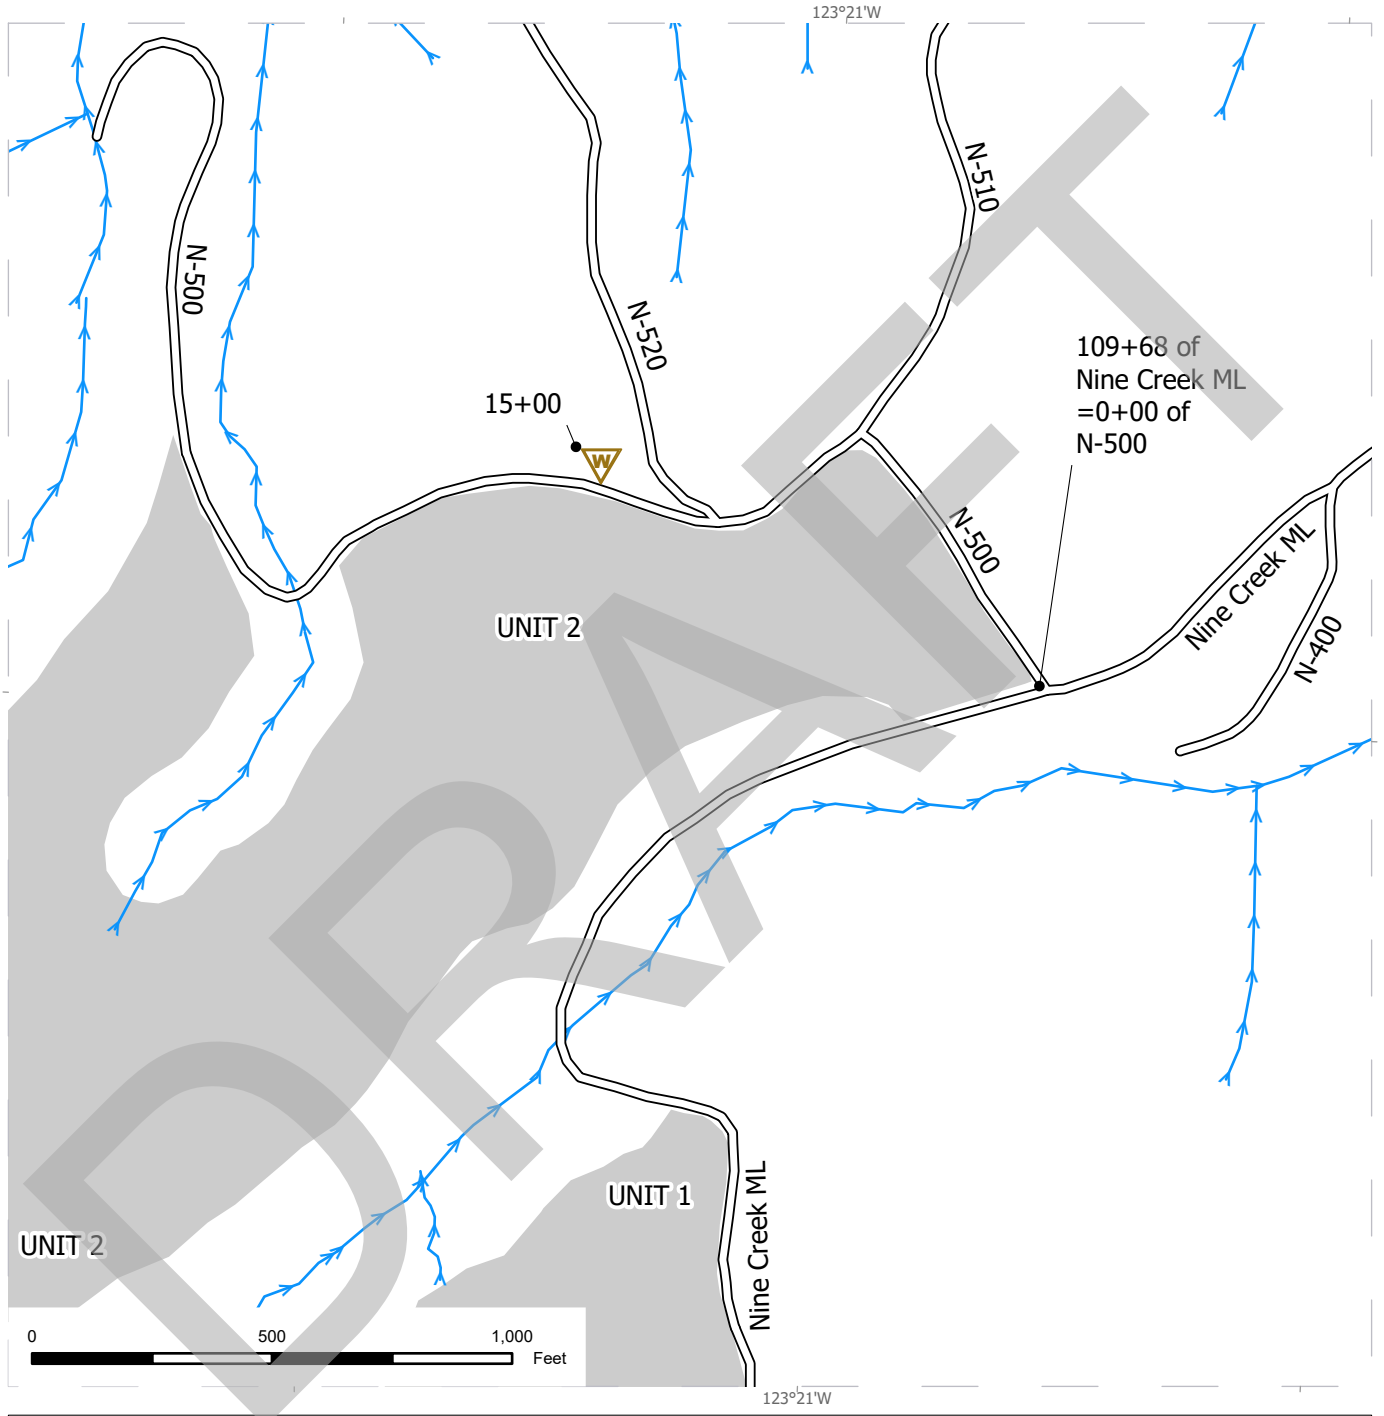 123°21'W
N-510
N-500
N-520
109+68 of
Nine Creek ML
=0+00 of
N-500
15+00
W
N-500
Nine Creek ML
N-400
UNIT 2
UNIT 1
Nine Creek ML
UNIT 2
0 500 1,000
Feet
123°21'W
DRAFT